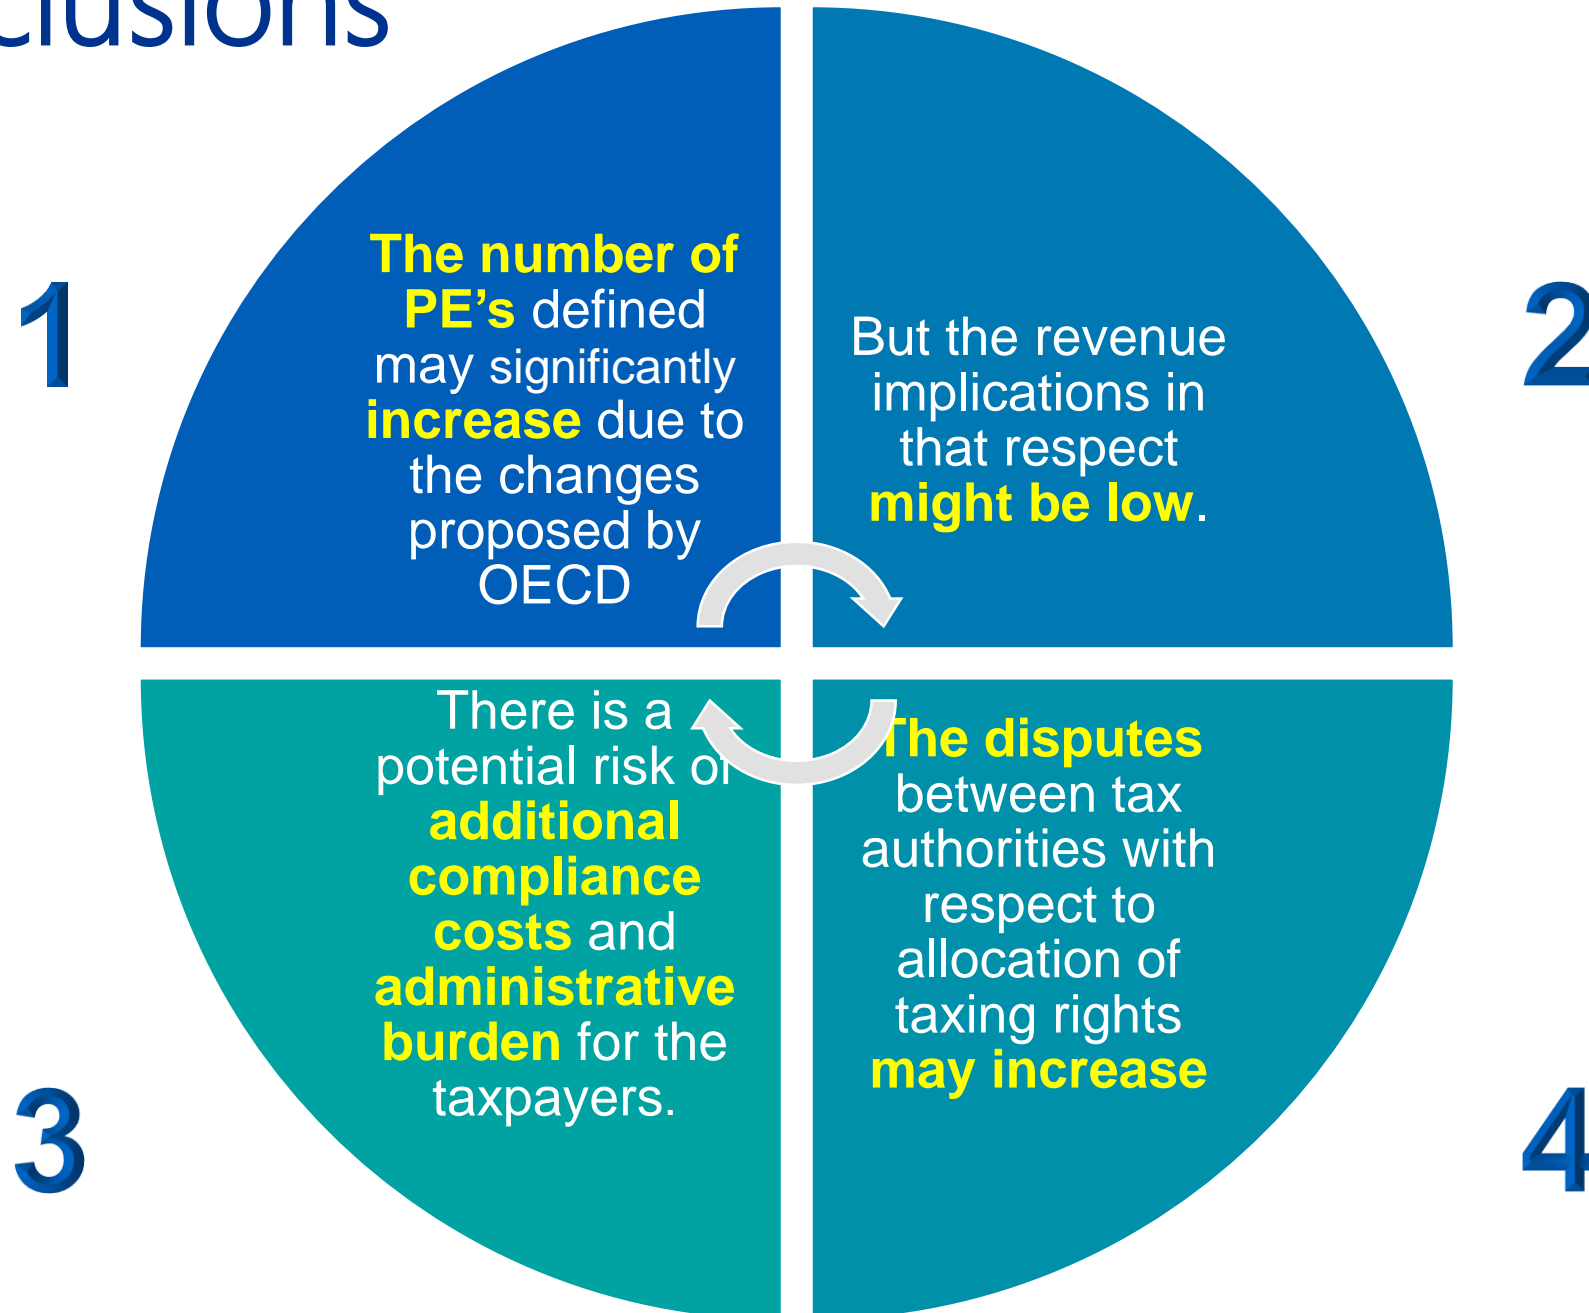 clusions
1
The number of
PE’s defined
may significantly
increase due to
the changes
proposed by
OECD
2
But the revenue
implications in
that respect
might be low.
3
There is a
potential risk of
additional
compliance
costs and
administrative
burden for the
taxpayers.
4
The disputes
between tax
authorities with
respect to
allocation of
taxing rights
may increase